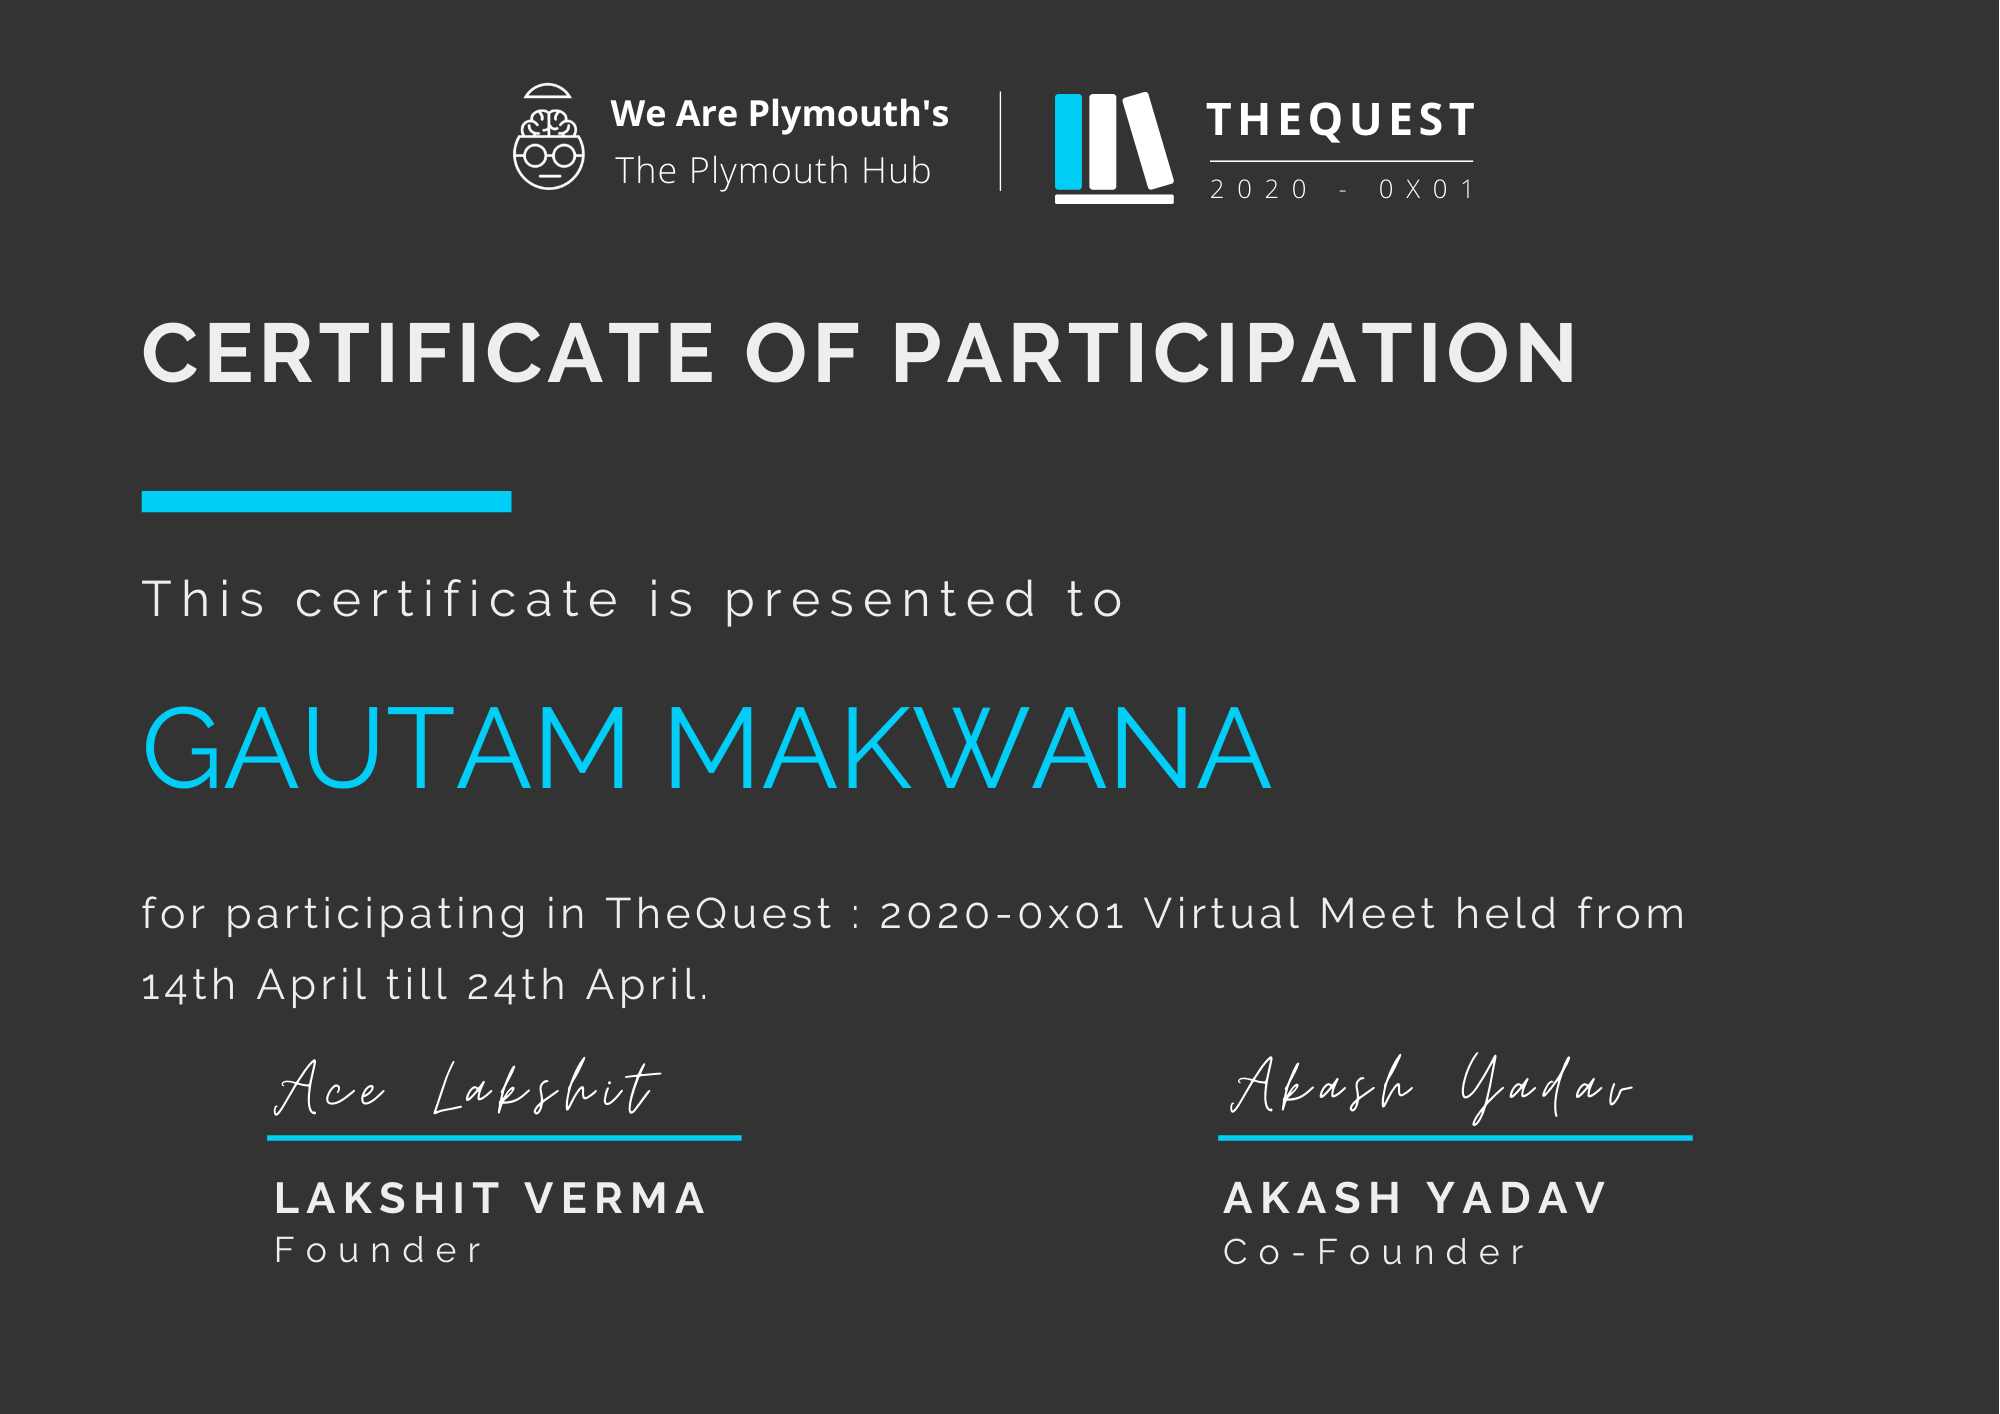 We Are Plymouth's
The Plymouth Hub
THEQUEST
2020 - 0X01
CERTIFICATE OF PARTICIPATION
This certificate is presented to
GAUTAM MAKWANA
for participating in TheQuest : 2020-0x01 Virtual Meet held from
14th April till 24th April.
Ace Lakshit
LAKSHIT VERMA
Founder
Akash Yadav
AKASH YADAV
Co-Founder